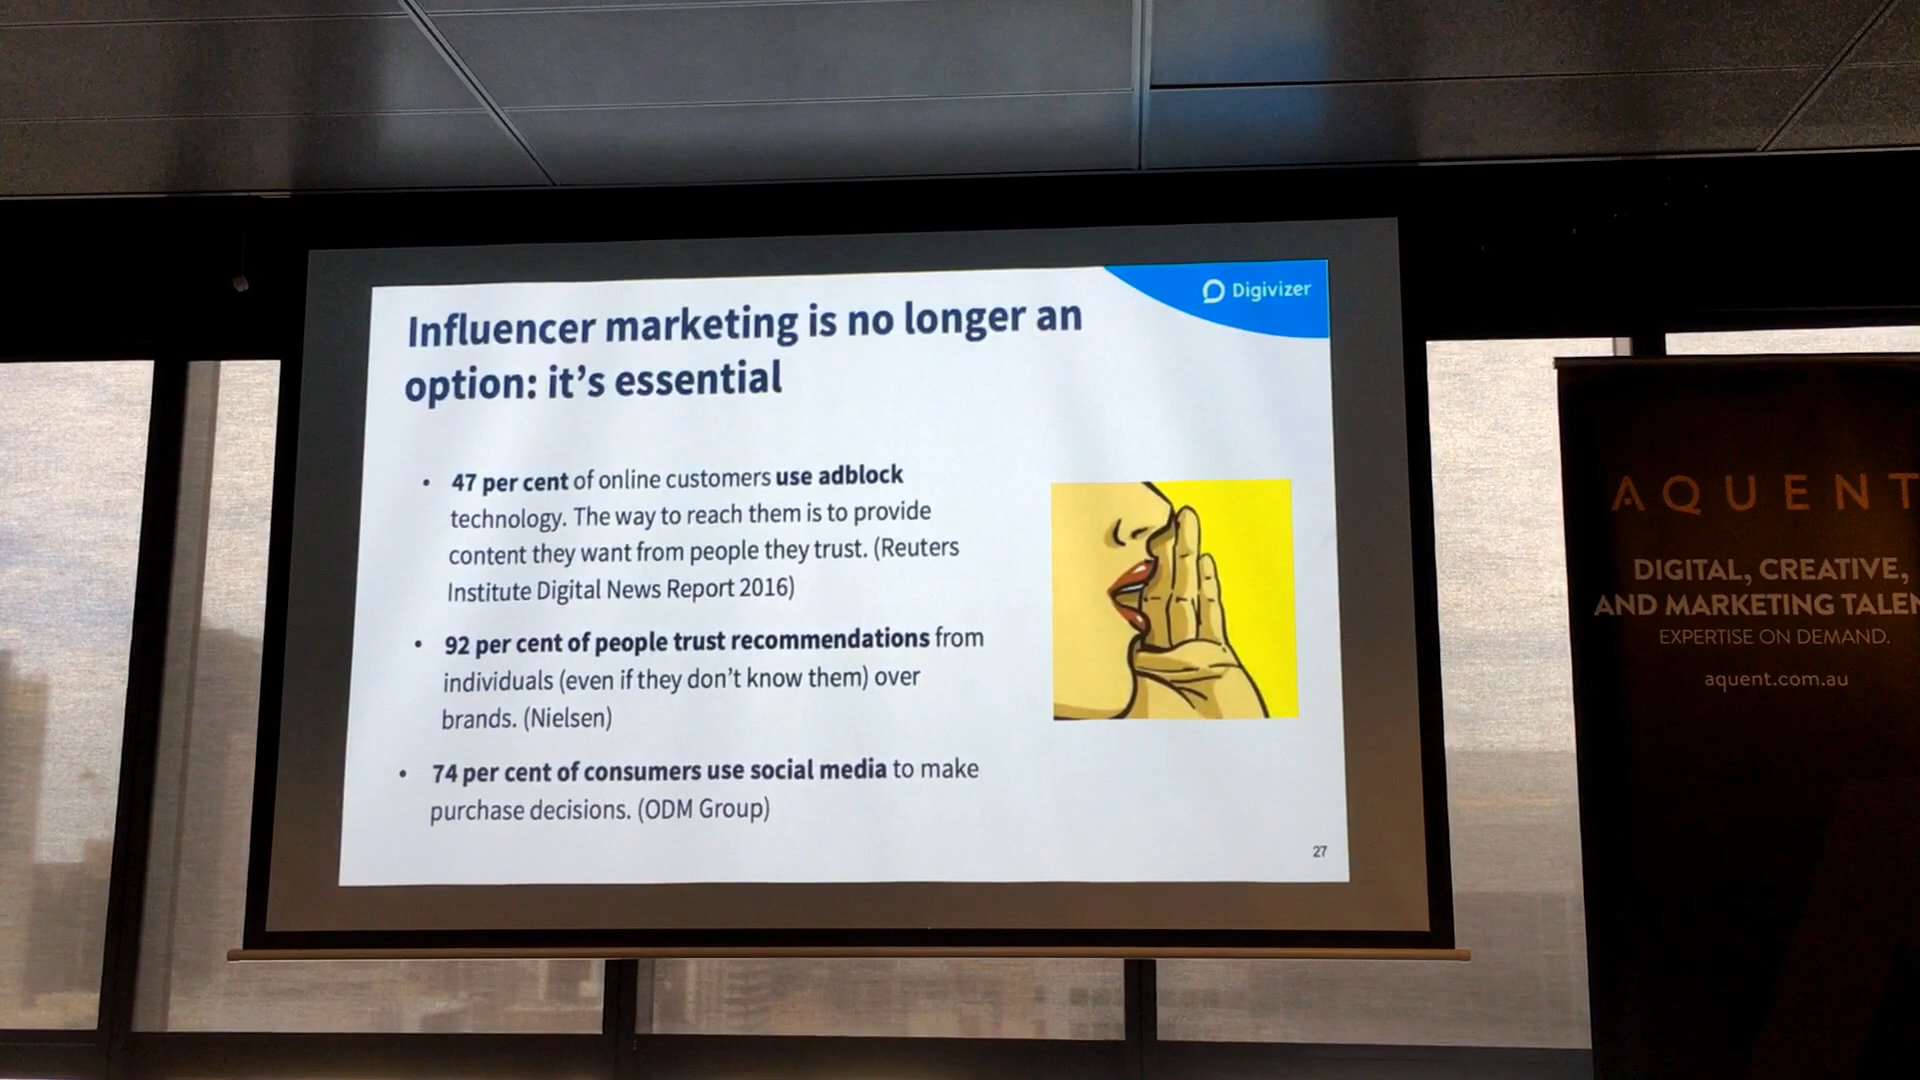 Digivizer
Influencer marketing is no longer an
option: it's essential
• 47 per cent of online customers use adblock
technology. The way to reach them is to provide
content they want from people they trust. (Reuters
Institute Digital News Report 2016)
• 92 per cent of people trust recommendations from
individuals (even if they don't know them) over
brands. (Nielsen)
• 74 per cent of consumers use social media to make
purchase decisions. (ODM Group)
27
AQUENT
DIGITAL, CREATIVE,
AND MARKETING TALEN
EXPERTISE ON DEMAND.
aquent.com.au